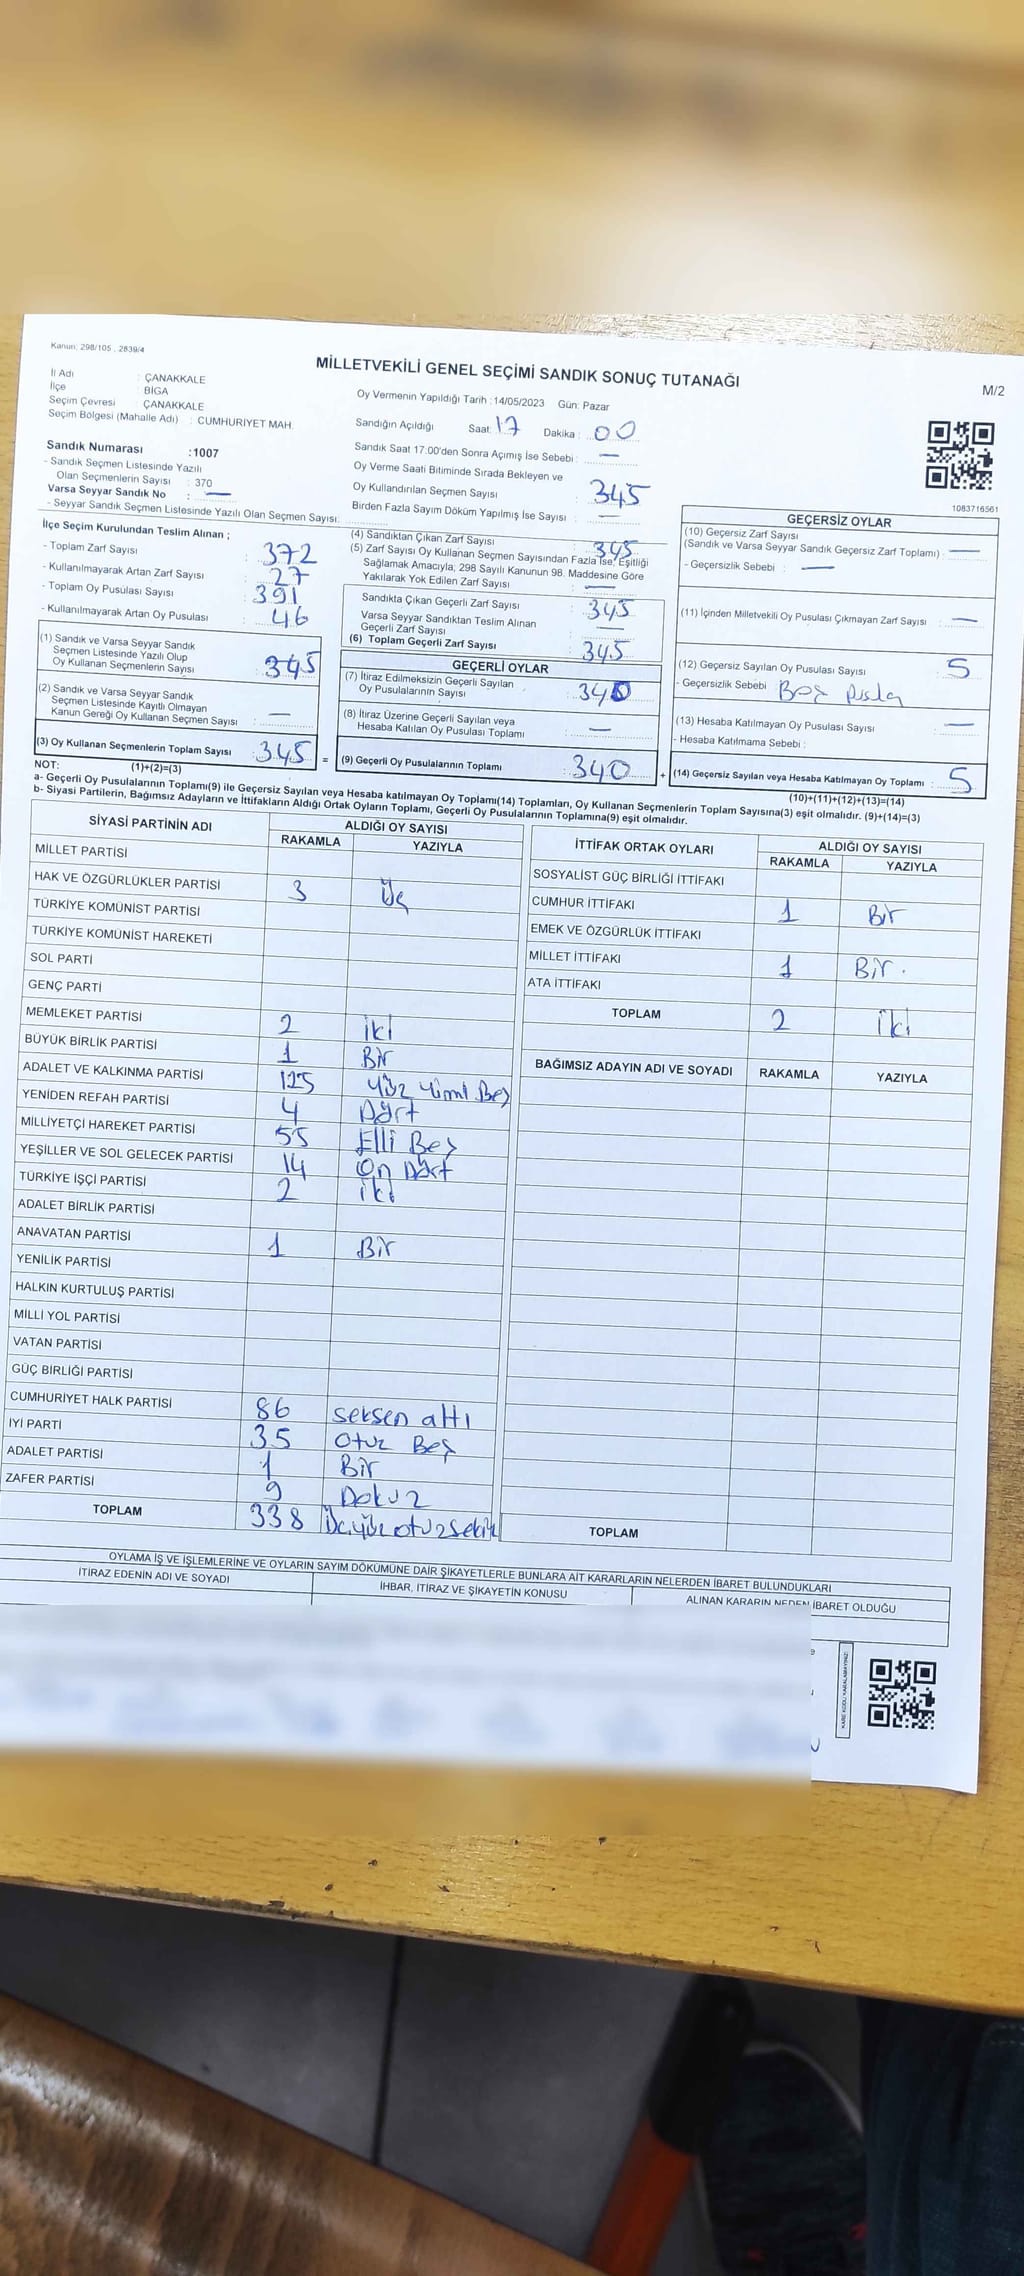 Kanun: 298/105 , 2839/4
MİLLETVEKİLİ GENEL SEÇİMİ SANDIK SONUÇ TUTANAĞI
M/2
İl Adı : ÇANAKKALE
İlçe : BİGA
Seçim Çevresi : ÇANAKKALE
Seçim Bölgesi (Mahalle Adı) : CUMHURİYET MAH.
Oy Vermenin Yapıldığı Tarih : 14/05/2023 Gün: Pazar
Sandığın Açıldığı Saat: 17 Dakika : 00
Sandık Saat 17.00'den Sonra Açımış İse Sebebi : —
Oy Verme Saati Bitiminde Sırada Bekleyen ve
Oy Kullandırılan Seçmen Sayısı : 345
Birden Fazla Sayım Döküm Yapılmış İse Sayısı : —
Sandık Numarası : 1007
- Sandık Seçmen Listesinde Yazılı
Olan Seçmenlerin Sayısı : 370
Varsa Seyyar Sandık No : —
- Seyyar Sandık Seçmen Listesinde Yazılı Olan Seçmen Sayısı:
1083716561
İlçe Seçim Kurulundan Teslim Alınan ;
- Toplam Zarf Sayısı : 372
- Kullanılmayarak Artan Zarf Sayısı : 27
- Toplam Oy Pusulası Sayısı : 391
- Kullanılmayarak Artan Oy Pusulası : 46
(1) Sandık ve Varsa Seyyar Sandık
Seçmen Listesinde Yazılı Olup
Oy Kullanan Seçmenlerin Sayısı : 345
(2) Sandık ve Varsa Seyyar Sandık
Seçmen Listesinde Kayıtlı Olmayan
Kanun Gereği Oy Kullanan Seçmen Sayısı : —
(3) Oy Kullanan Seçmenlerin Toplam Sayısı : 345
(1)+(2)=(3)
(4) Sandıktan Çıkan Zarf Sayısı : 345
(5) Zarf Sayısı Oy Kullanan Seçmen Sayısından Fazla İse; Eşitliği
Sağlamak Amacıyla; 298 Sayılı Kanunun 98. Maddesine Göre
Yakılarak Yok Edilen Zarf Sayısı : —
Sandıkta Çıkan Geçerli Zarf Sayısı : 345
Varsa Seyyar Sandıktan Teslim Alınan
Geçerli Zarf Sayısı : —
(6) Toplam Geçerli Zarf Sayısı : 345
GEÇERLİ OYLAR
(7) İtiraz Edilmeksizin Geçerli Sayılan
Oy Pusulalarının Sayısı : 340
(8) İtiraz Üzerine Geçerli Sayılan veya
Hesaba Katılan Oy Pusulası Toplamı : —
= (9) Geçerli Oy Pusulalarının Toplamı : 340
GEÇERSİZ OYLAR
(10) Geçersiz Zarf Sayısı
(Sandık ve Varsa Seyyar Sandık Geçersiz Zarf Toplamı) : —
- Geçersizlik Sebebi : —
(11) İçinden Milletvekili Oy Pusulası Çıkmayan Zarf Sayısı : —
(12) Geçersiz Sayılan Oy Pusulası Sayısı : 5
- Geçersizlik Sebebi : Boş pusla
(13) Hesaba Katılmayan Oy Pusulası Sayısı : —
- Hesaba Katılmama Sebebi :
+ (14) Geçersiz Sayılan veya Hesaba Katılmayan Oy Toplamı : 5
(10)+(11)+(12)+(13)=(14)
NOT:
a- Geçerli Oy Pusulalarının Toplamı(9) ile Geçersiz Sayılan veya Hesaba katılmayan Oy Toplamı(14) Toplamları, Oy Kullanan Seçmenlerin Toplam Sayısına(3) eşit olmalıdır. (9)+(14)=(3)
b- Siyasi Partilerin, Bağımsız Adayların ve İttifakların Aldığı Ortak Oyların Toplamı, Geçerli Oy Pusulalarının Toplamına(9) eşit olmalıdır.
SİYASİ PARTİNİN ADI ALDIĞI OY SAYISI
RAKAMLA YAZIYLA
MİLLET PARTİSİ
HAK VE ÖZGÜRLÜKLER PARTİSİ 3 Üç
TÜRKİYE KOMÜNİST PARTİSİ
TÜRKİYE KOMÜNİST HAREKETİ
SOL PARTİ
GENÇ PARTİ
MEMLEKET PARTİSİ 2 iki
BÜYÜK BİRLİK PARTİSİ 1 Bir
ADALET VE KALKINMA PARTİSİ 125 Yüz Yirmi Beş
YENİDEN REFAH PARTİSİ 4 Dört
MİLLİYETÇİ HAREKET PARTİSİ 55 Elli Beş
YEŞİLLER VE SOL GELECEK PARTİSİ 14 On Dört
TÜRKİYE İŞÇİ PARTİSİ 2 iki
ADALET BİRLİK PARTİSİ
ANAVATAN PARTİSİ 1 Bir
YENİLİK PARTİSİ
HALKIN KURTULUŞ PARTİSİ
MİLLİ YOL PARTİSİ
VATAN PARTİSİ
GÜÇ BİRLİĞİ PARTİSİ
CUMHURİYET HALK PARTİSİ 86 seksen altı
İYİ PARTİ 35 Otuz Beş
ADALET PARTİSİ 1 Bir
ZAFER PARTİSİ 9 Dokuz
TOPLAM 338 Üçyüzotuzsekiz
İTTİFAK ORTAK OYLARI ALDIĞI OY SAYISI
RAKAMLA YAZIYLA
SOSYALİST GÜÇ BİRLİĞİ İTTİFAKI
CUMHUR İTTİFAKI 1 Bir
EMEK VE ÖZGÜRLÜK İTTİFAKI
MİLLET İTTİFAKI 1 Bir.
ATA İTTİFAKI
TOPLAM 2 iki
BAĞIMSIZ ADAYIN ADI VE SOYADI RAKAMLA YAZIYLA
TOPLAM
OYLAMA İŞ VE İŞLEMLERİNE VE OYLARIN SAYIM DÖKÜMÜNE DAİR ŞİKAYETLERLE BUNLARA AİT KARARLARIN NELERDEN İBARET BULUNDUKLARI
İTİRAZ EDENİN ADI VE SOYADI
İHBAR, İTİRAZ VE ŞİKAYETİN KONUSU
ALINAN KARARIN NEDEN İBARET OLDUĞU
KARE KODU KARALAMAYINIZ!